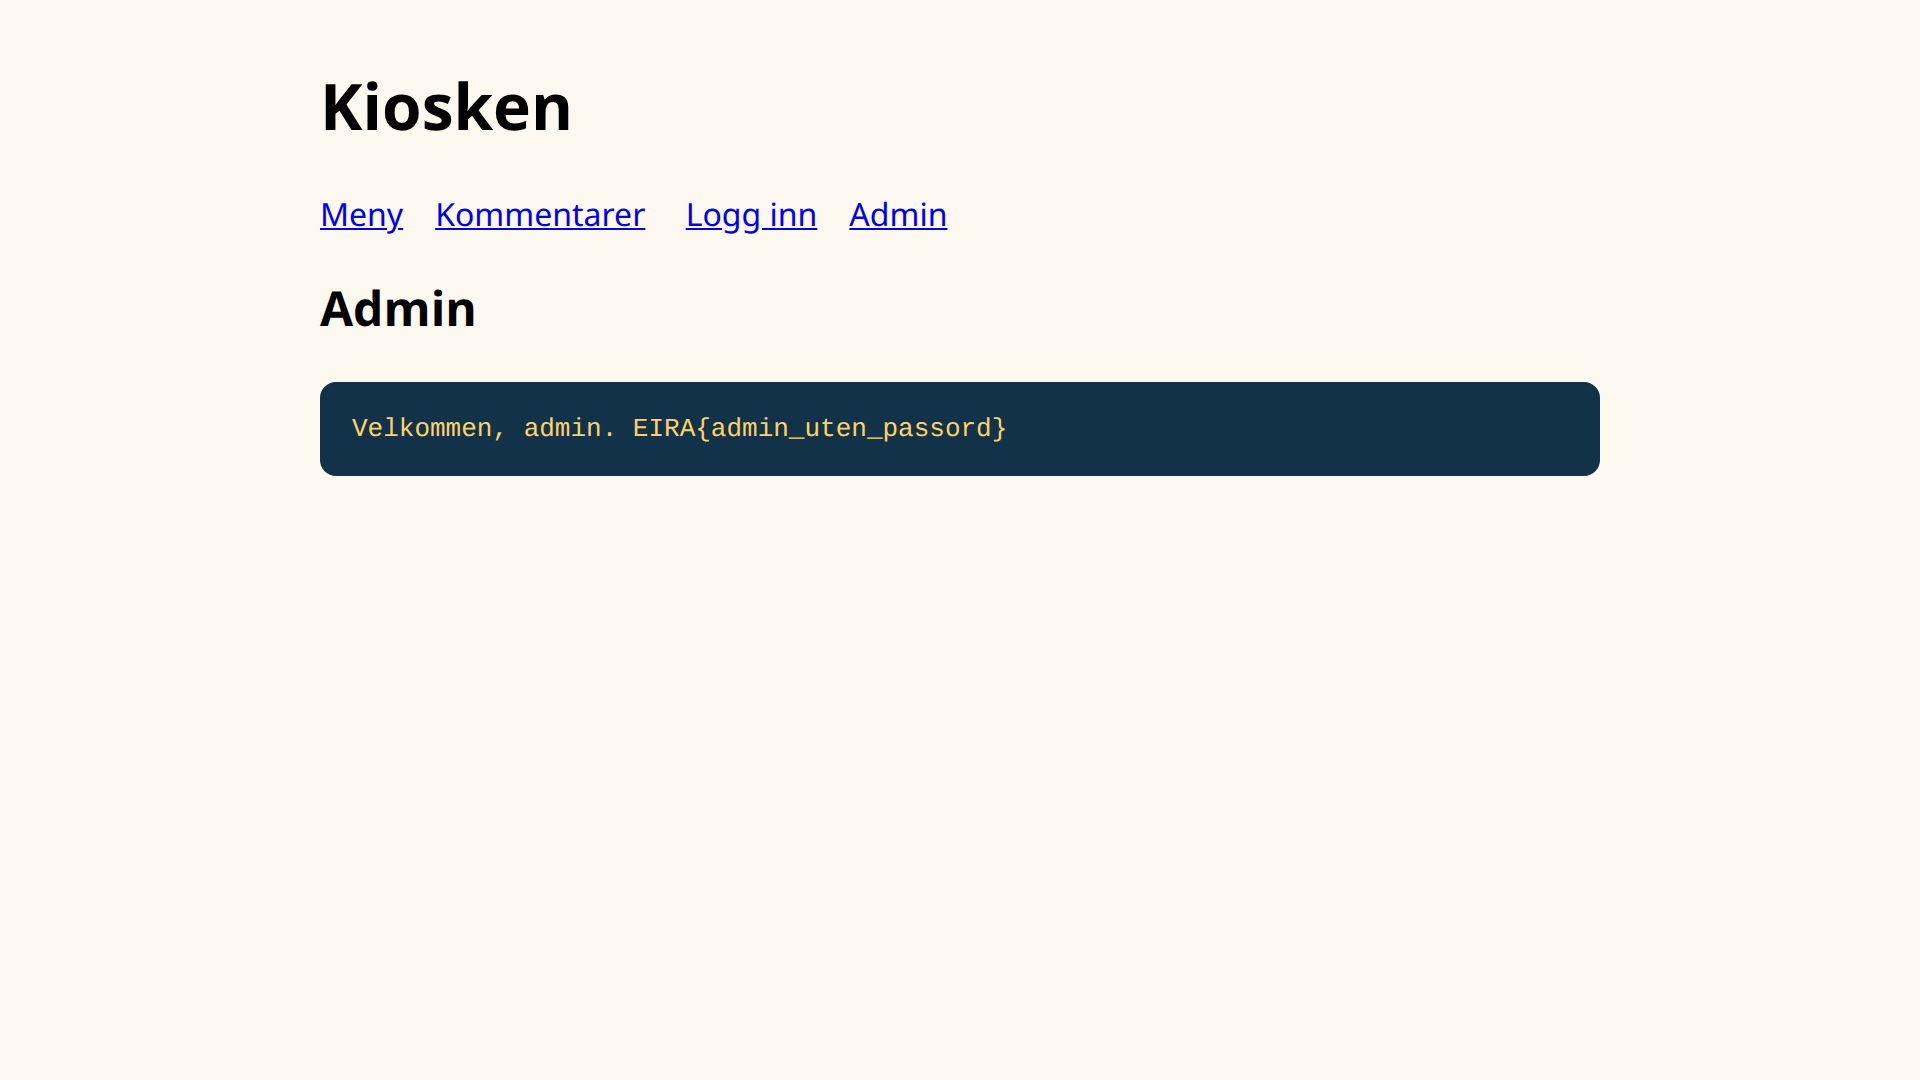 Kiosken
Meny Kommentarer Logg inn Admin
Admin
Velkommen, admin. EIRA{admin_uten_passord}